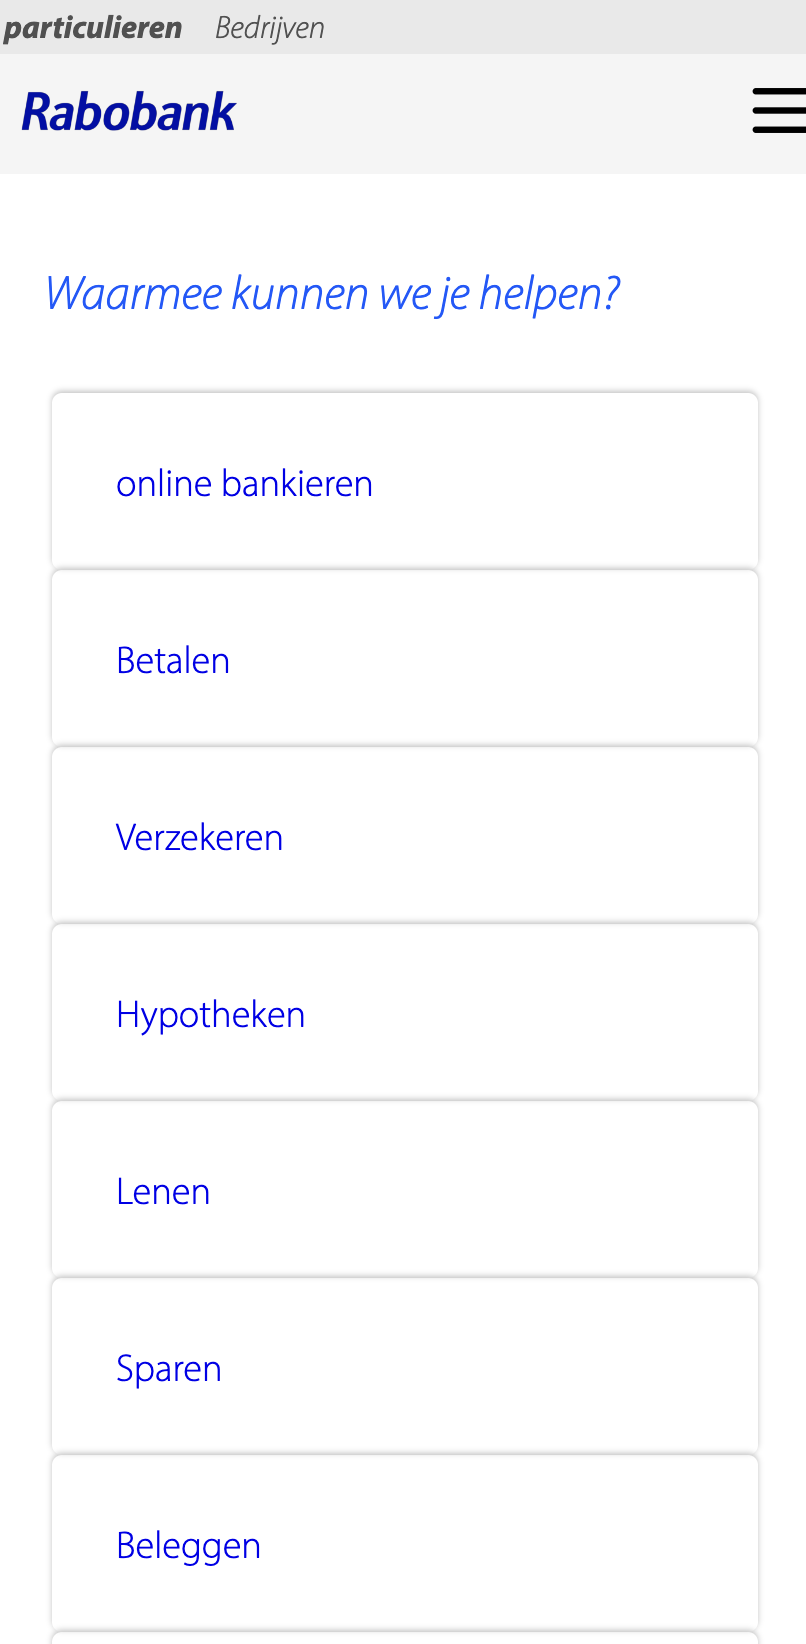 particulieren Bedrijven
Rabobank
Waarmee kunnen we je helpen?
online bankieren
Betalen
Verzekeren
Hypotheken
Lenen
Sparen
Beleggen